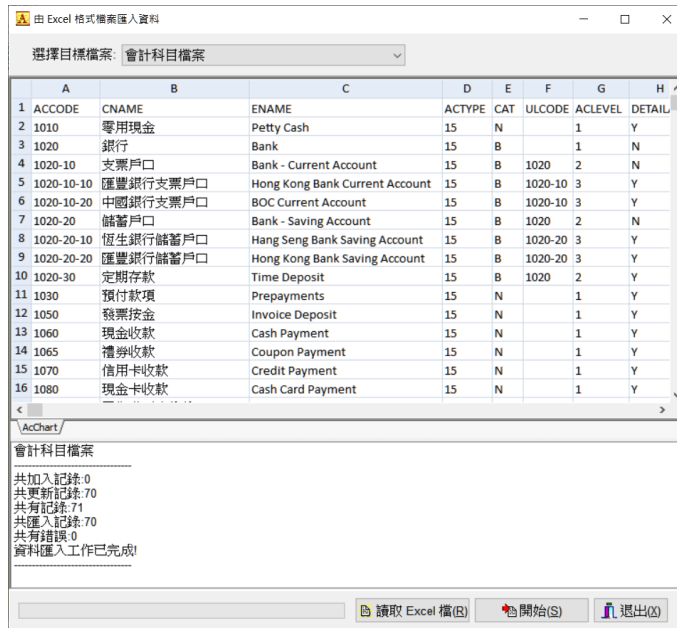 由 Excel 格式檔案匯入資料
選擇目標檔案: 會計科目檔案
A B C D E F G H
1 ACCODE CNAME ENAME ACTYPE CAT ULCODE ACLEVEL DETAIL
2 1010 零用現金 Petty Cash 15 N 1 Y
3 1020 銀行 Bank 15 B 1 N
4 1020-10 支票戶口 Bank - Current Account 15 B 1020 2 N
5 1020-10-10 匯豐銀行支票戶口 Hong Kong Bank Current Account 15 B 1020-10 3 Y
6 1020-10-20 中國銀行支票戶口 BOC Current Account 15 B 1020-10 3 Y
7 1020-20 儲蓄戶口 Bank - Saving Account 15 B 1020 2 N
8 1020-20-10 恆生銀行儲蓄戶口 Hang Seng Bank Saving Account 15 B 1020-20 3 Y
9 1020-20-20 匯豐銀行儲蓄戶口 Hong Kong Bank Saving Account 15 B 1020-20 3 Y
10 1020-30 定期存款 Time Deposit 15 B 1020 2 Y
11 1030 預付款項 Prepayments 15 N 1 Y
12 1050 發票按金 Invoice Deposit 15 N 1 Y
13 1060 現金收款 Cash Payment 15 N 1 Y
14 1065 禮券收款 Coupon Payment 15 N 1 Y
15 1070 信用卡收款 Credit Payment 15 N 1 Y
16 1080 現金卡收款 Cash Card Payment 15 N 1 Y
AcChart
會計科目檔案
---------------------------------
共加入記錄:0
共更新記錄:70
共有記錄:71
共匯入記錄:70
共有錯誤:0
資料匯入工作已完成!
---------------------------------
讀取 Excel 檔(R) 開始(S) 退出(X)